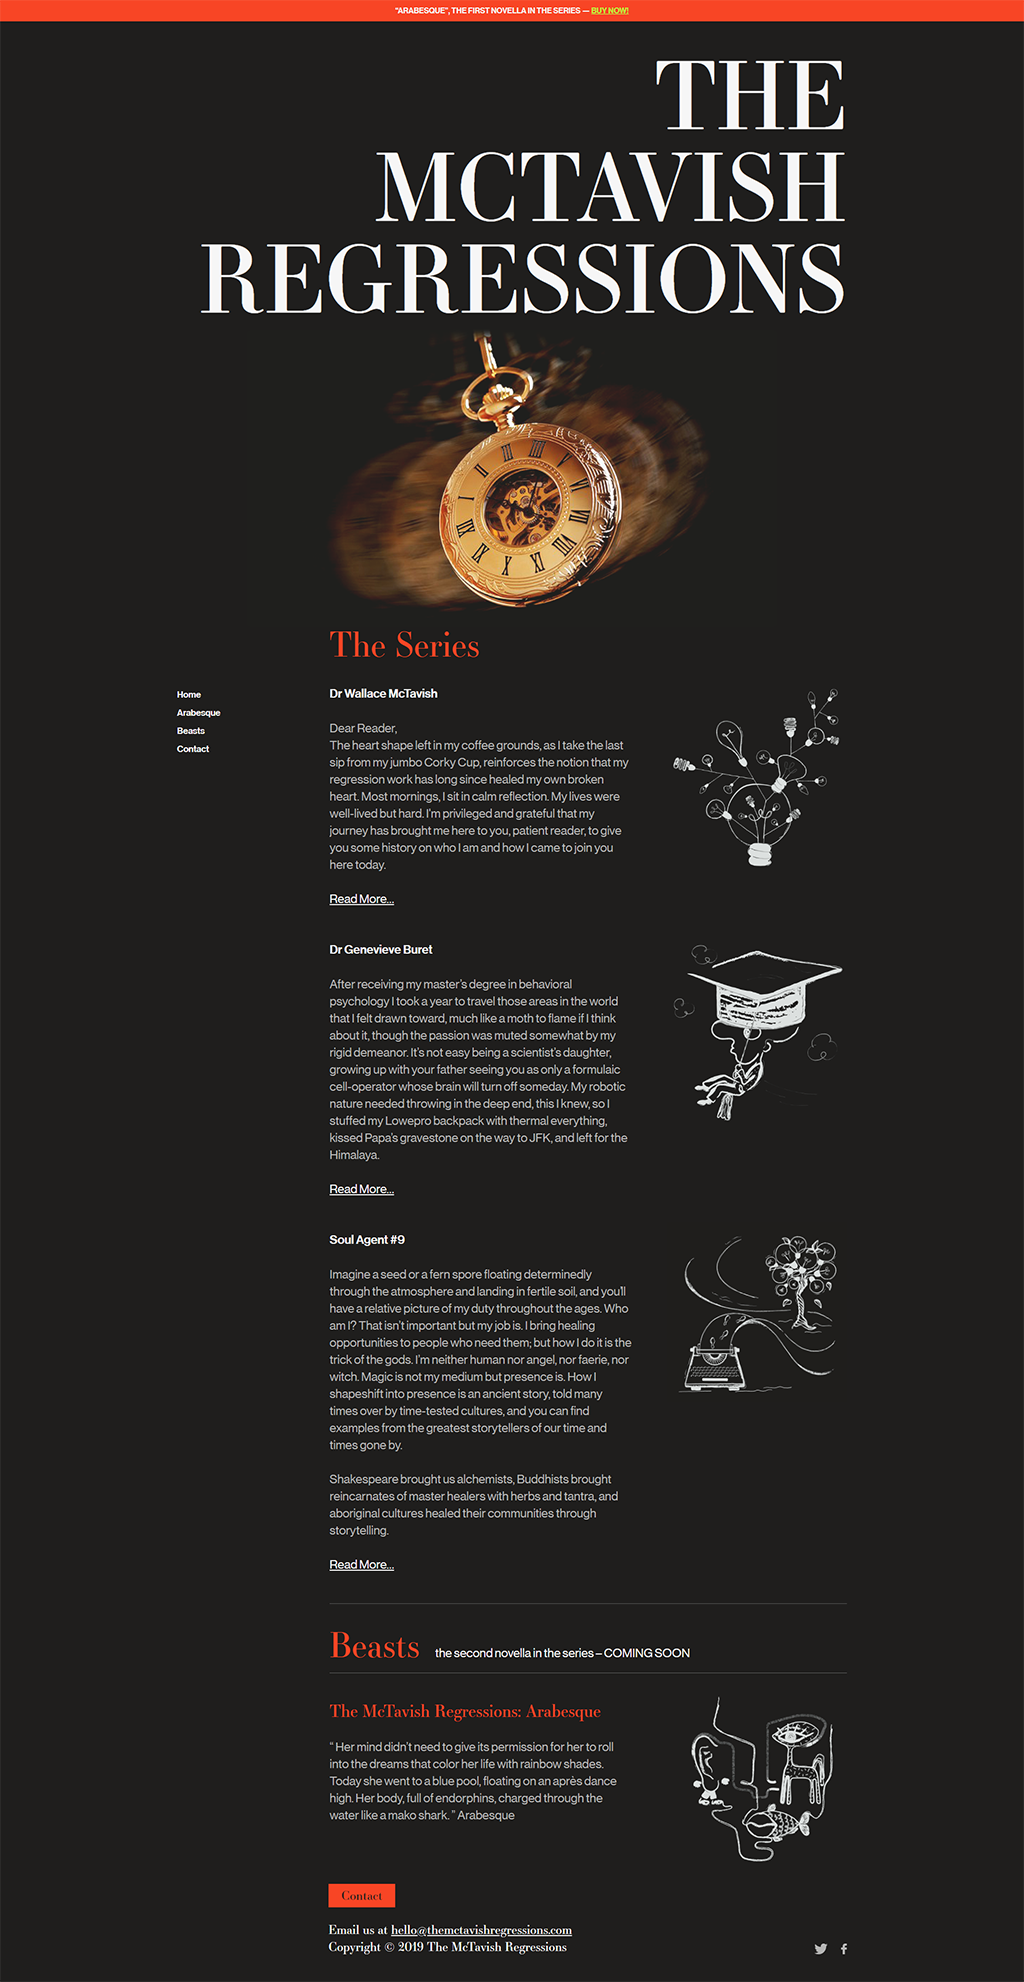 "ARABESQUE", THE FIRST NOVELLA IN THE SERIES — BUY NOW!
THE
MCTAVISH
REGRESSIONS
I II III IIII V VI VII VIII IX X XI XII
The Series
Home
Arabesque
Beasts
Contact
Dr Wallace McTavish
Dear Reader,
The heart shape left in my coffee grounds, as I take the last
sip from my jumbo Corky Cup, reinforces the notion that my
regression work has long since healed my own broken
heart. Most mornings, I sit in calm reflection. My lives were
well-lived but hard. I'm privileged and grateful that my
journey has brought me here to you, patient reader, to give
you some history on who I am and how I came to join you
here today.
Read More...
Dr Genevieve Buret
After receiving my master's degree in behavioral
psychology I took a year to travel those areas in the world
that I felt drawn toward, much like a moth to flame if I think
about it, though the passion was muted somewhat by my
rigid demeanor. It's not easy being a scientist's daughter,
growing up with your father seeing you as only a formulaic
cell-operator whose brain will turn off someday. My robotic
nature needed throwing in the deep end, this I knew, so I
stuffed my Lowepro backpack with thermal everything,
kissed Papa's gravestone on the way to JFK, and left for the
Himalaya.
Read More...
Soul Agent #9
Imagine a seed or a fern spore floating determinedly
through the atmosphere and landing in fertile soil, and you'll
have a relative picture of my duty throughout the ages. Who
am I? That isn't important but my job is. I bring healing
opportunities to people who need them; but how I do it is the
trick of the gods. I'm neither human nor angel, nor faerie, nor
witch. Magic is not my medium but presence is. How I
shapeshift into presence is an ancient story, told many
times over by time-tested cultures, and you can find
examples from the greatest storytellers of our time and
times gone by.
Shakespeare brought us alchemists, Buddhists brought
reincarnates of master healers with herbs and tantra, and
aboriginal cultures healed their communities through
storytelling.
Read More...
Beasts the second novella in the series – COMING SOON
The McTavish Regressions: Arabesque
" Her mind didn't need to give its permission for her to roll
into the dreams that color her life with rainbow shades.
Today she went to a blue pool, floating on an après dance
high. Her body, full of endorphins, charged through the
water like a mako shark. " Arabesque
Contact
Email us at hello@themctavishregressions.com
Copyright © 2019 The McTavish Regressions